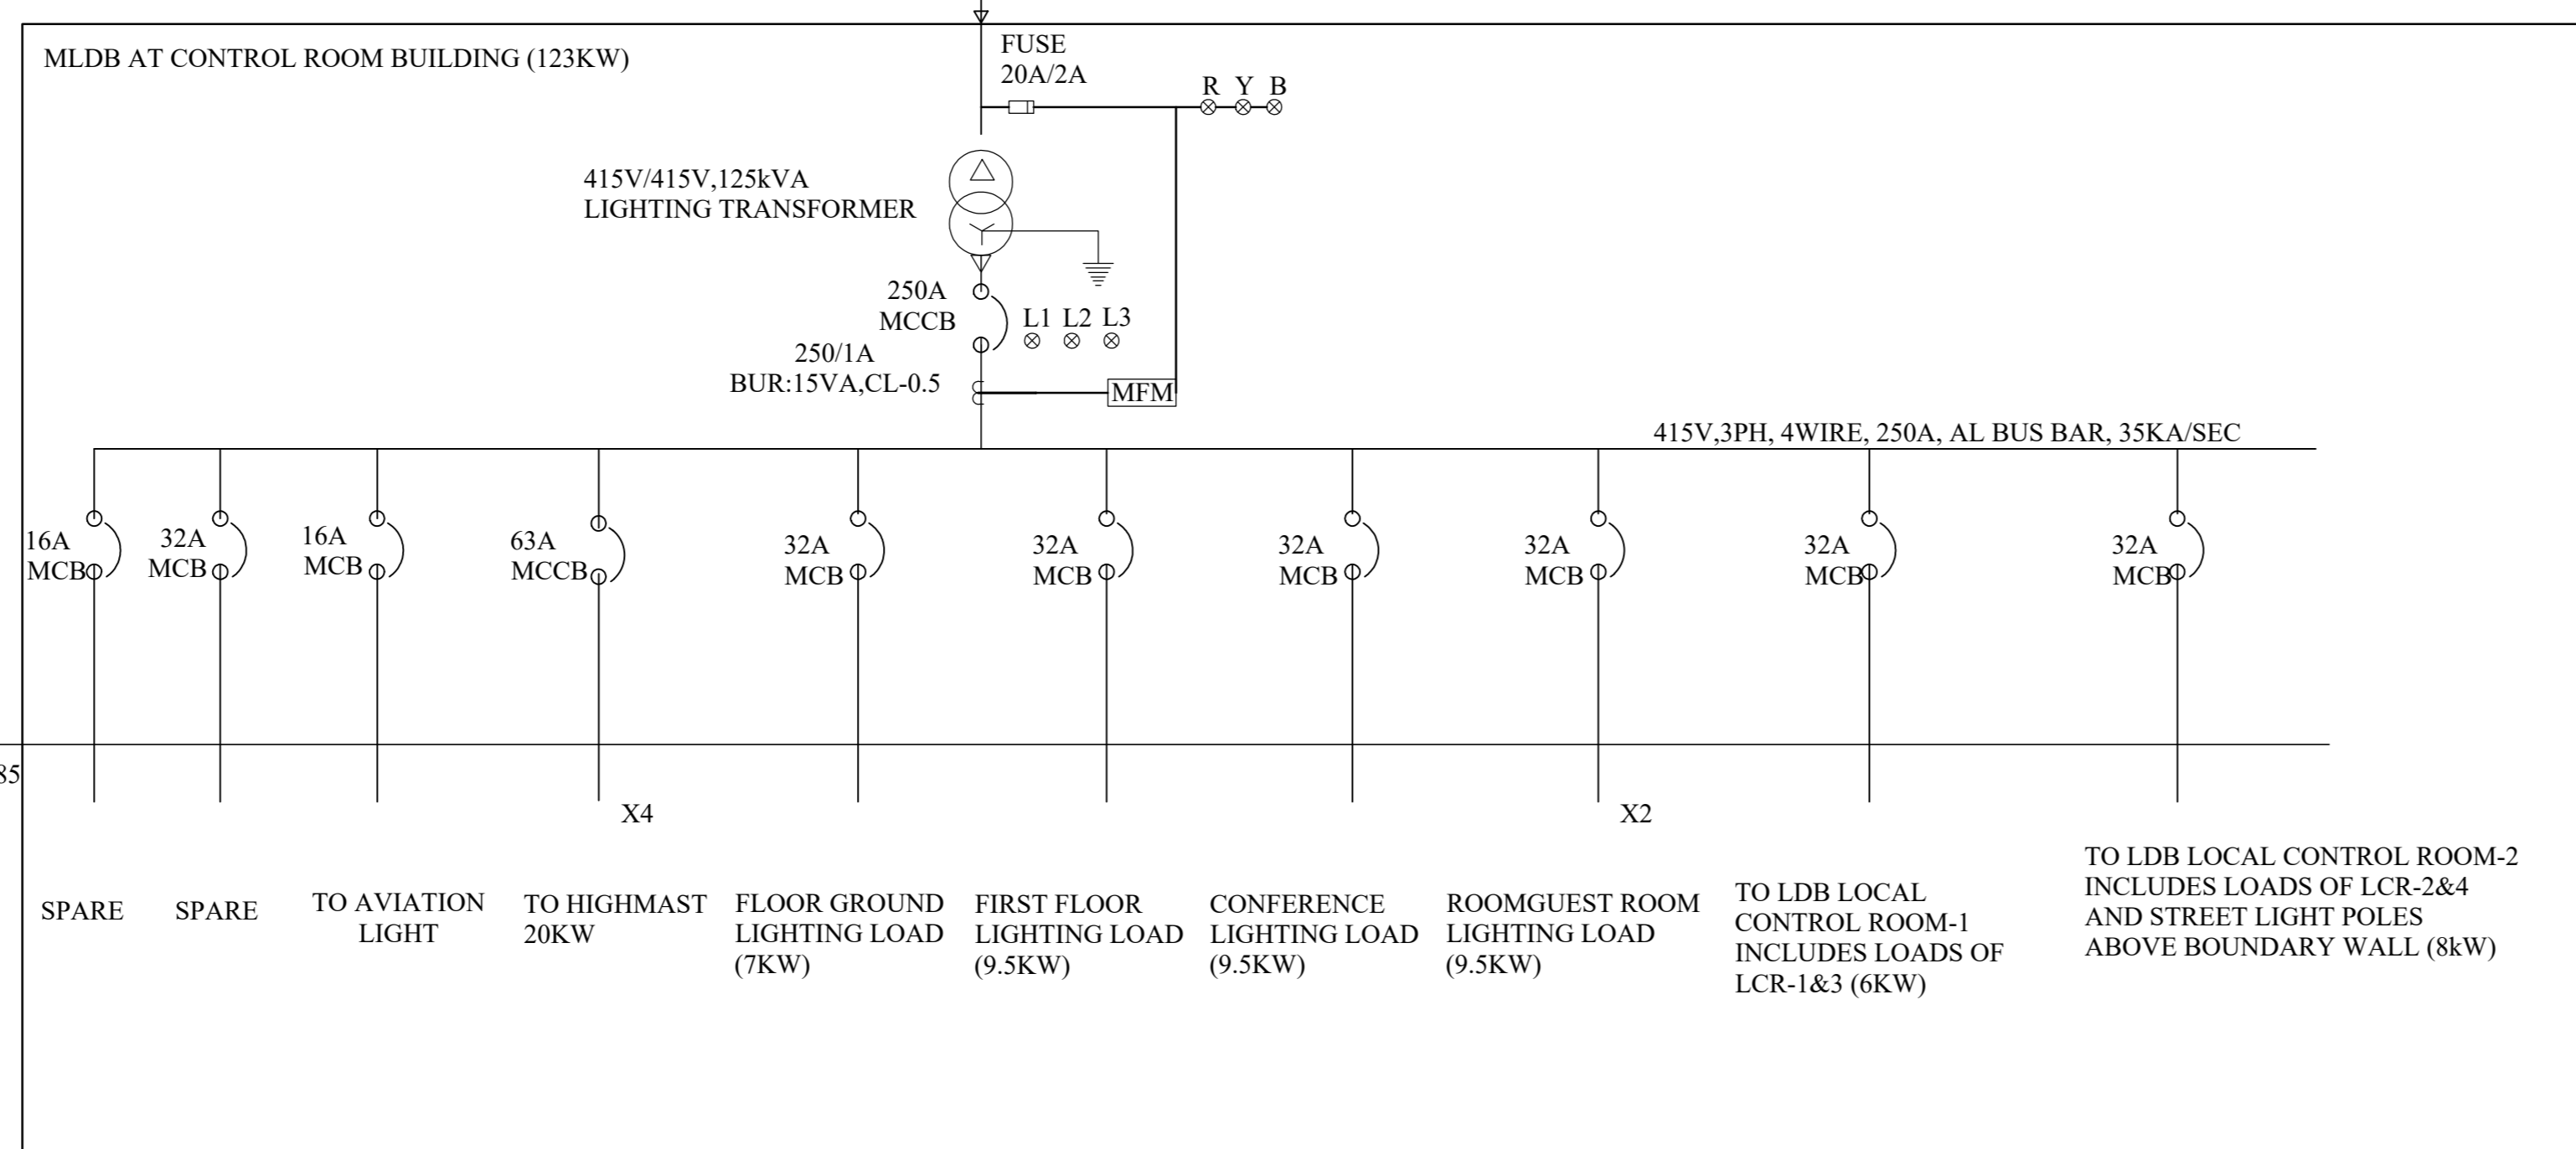 MLDB AT CONTROL ROOM BUILDING (123KW)
FUSE
20A/2A
R Y B
415V/415V,125kVA
LIGHTING TRANSFORMER
250A
MCCB
L1 L2 L3
250/1A
BUR:15VA,CL-0.5
MFM
415V,3PH, 4WIRE, 250A, AL BUS BAR, 35KA/SEC
16A
MCB
32A
MCB
16A
MCB
63A
MCCB
32A
MCB
32A
MCB
32A
MCB
32A
MCB
32A
MCB
32A
MCB
85
X4
X2
SPARE
SPARE
TO AVIATION
LIGHT
TO HIGHMAST
20KW
FLOOR GROUND
LIGHTING LOAD
(7KW)
FIRST FLOOR
LIGHTING LOAD
(9.5KW)
CONFERENCE
LIGHTING LOAD
(9.5KW)
ROOMGUEST ROOM
LIGHTING LOAD
(9.5KW)
TO LDB LOCAL
CONTROL ROOM-1
INCLUDES LOADS OF
LCR-1&3 (6KW)
TO LDB LOCAL CONTROL ROOM-2
INCLUDES LOADS OF LCR-2&4
AND STREET LIGHT POLES
ABOVE BOUNDARY WALL (8kW)